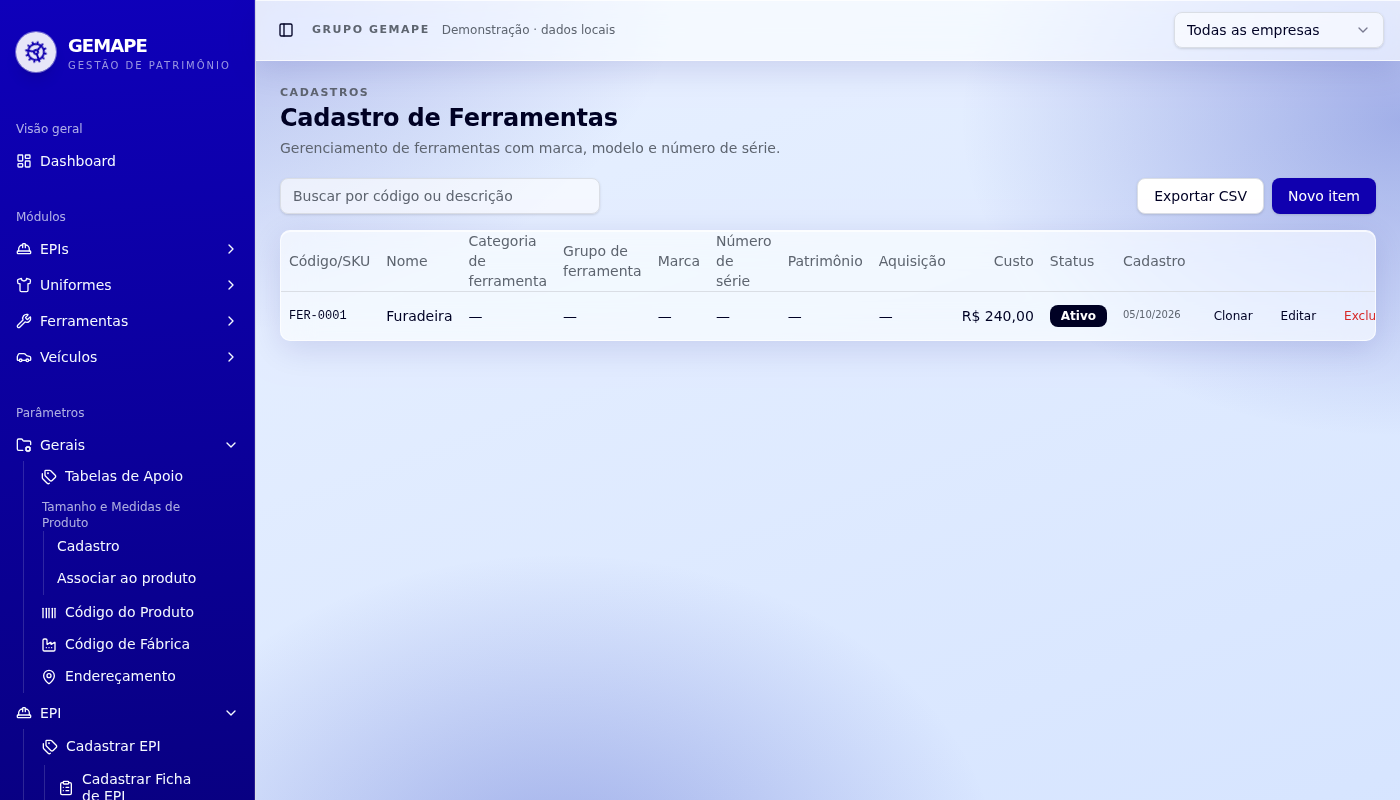 GEMAPE
GESTÃO DE PATRIMÔNIO
Visão geral
Dashboard
Módulos
EPIs
Uniformes
Ferramentas
Veículos
Parâmetros
Gerais
Tabelas de Apoio
Tamanho e Medidas de
Produto
Cadastro
Associar ao produto
Código do Produto
Código de Fábrica
Endereçamento
EPI
Cadastrar EPI
Cadastrar Ficha
de EPI
GRUPO GEMAPE Demonstração · dados locais
Todas as empresas
CADASTROS
Cadastro de Ferramentas
Gerenciamento de ferramentas com marca, modelo e número de série.
Buscar por código ou descrição
Exportar CSV
Novo item
Código/SKU Nome Categoria de ferramenta Grupo de ferramenta Marca Número de série Patrimônio Aquisição Custo Status Cadastro
FER-0001 Furadeira — — — — — — R$ 240,00 Ativo 05/10/2026 Clonar Editar Exclu